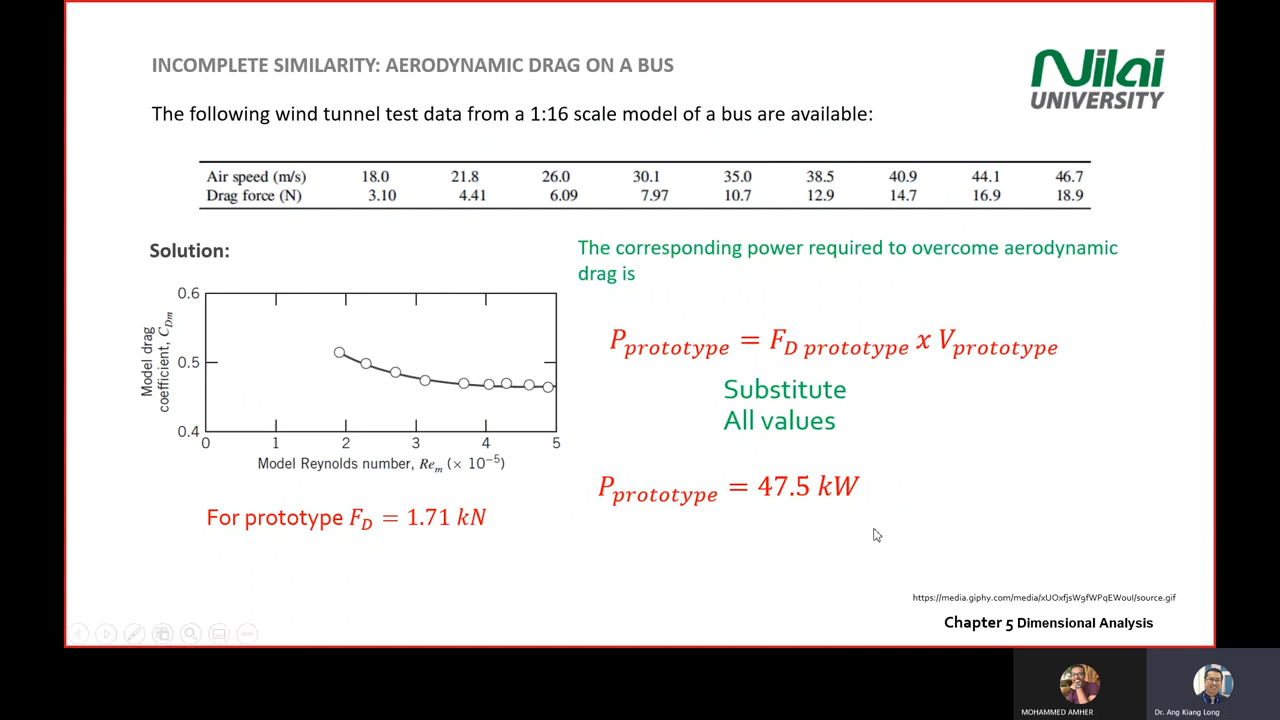 INCOMPLETE SIMILARITY: AERODYNAMIC DRAG ON A BUS
Nilai
UNIVERSITY
The following wind tunnel test data from a 1:16 scale model of a bus are available:
Air speed (m/s) 18.0 21.8 26.0 30.1 35.0 38.5 40.9 44.1 46.7
Drag force (N) 3.10 4.41 6.09 7.97 10.7 12.9 14.7 16.9 18.9
Solution:
0.6
0.5
0.4
Model drag
coefficient, C_Dm
0 1 2 3 4 5
Model Reynolds number, Re_m (× 10⁻⁵)
For prototype F_D = 1.71 kN
The corresponding power required to overcome aerodynamic
drag is
P_prototype = F_D prototype x V_prototype
Substitute
All values
P_prototype = 47.5 kW
https://media.giphy.com/media/xUOxfjsW9fWPqEWouI/source.gif
Chapter 5 Dimensional Analysis
MOHAMMED AMHER
Dr. Ang Kiang Long